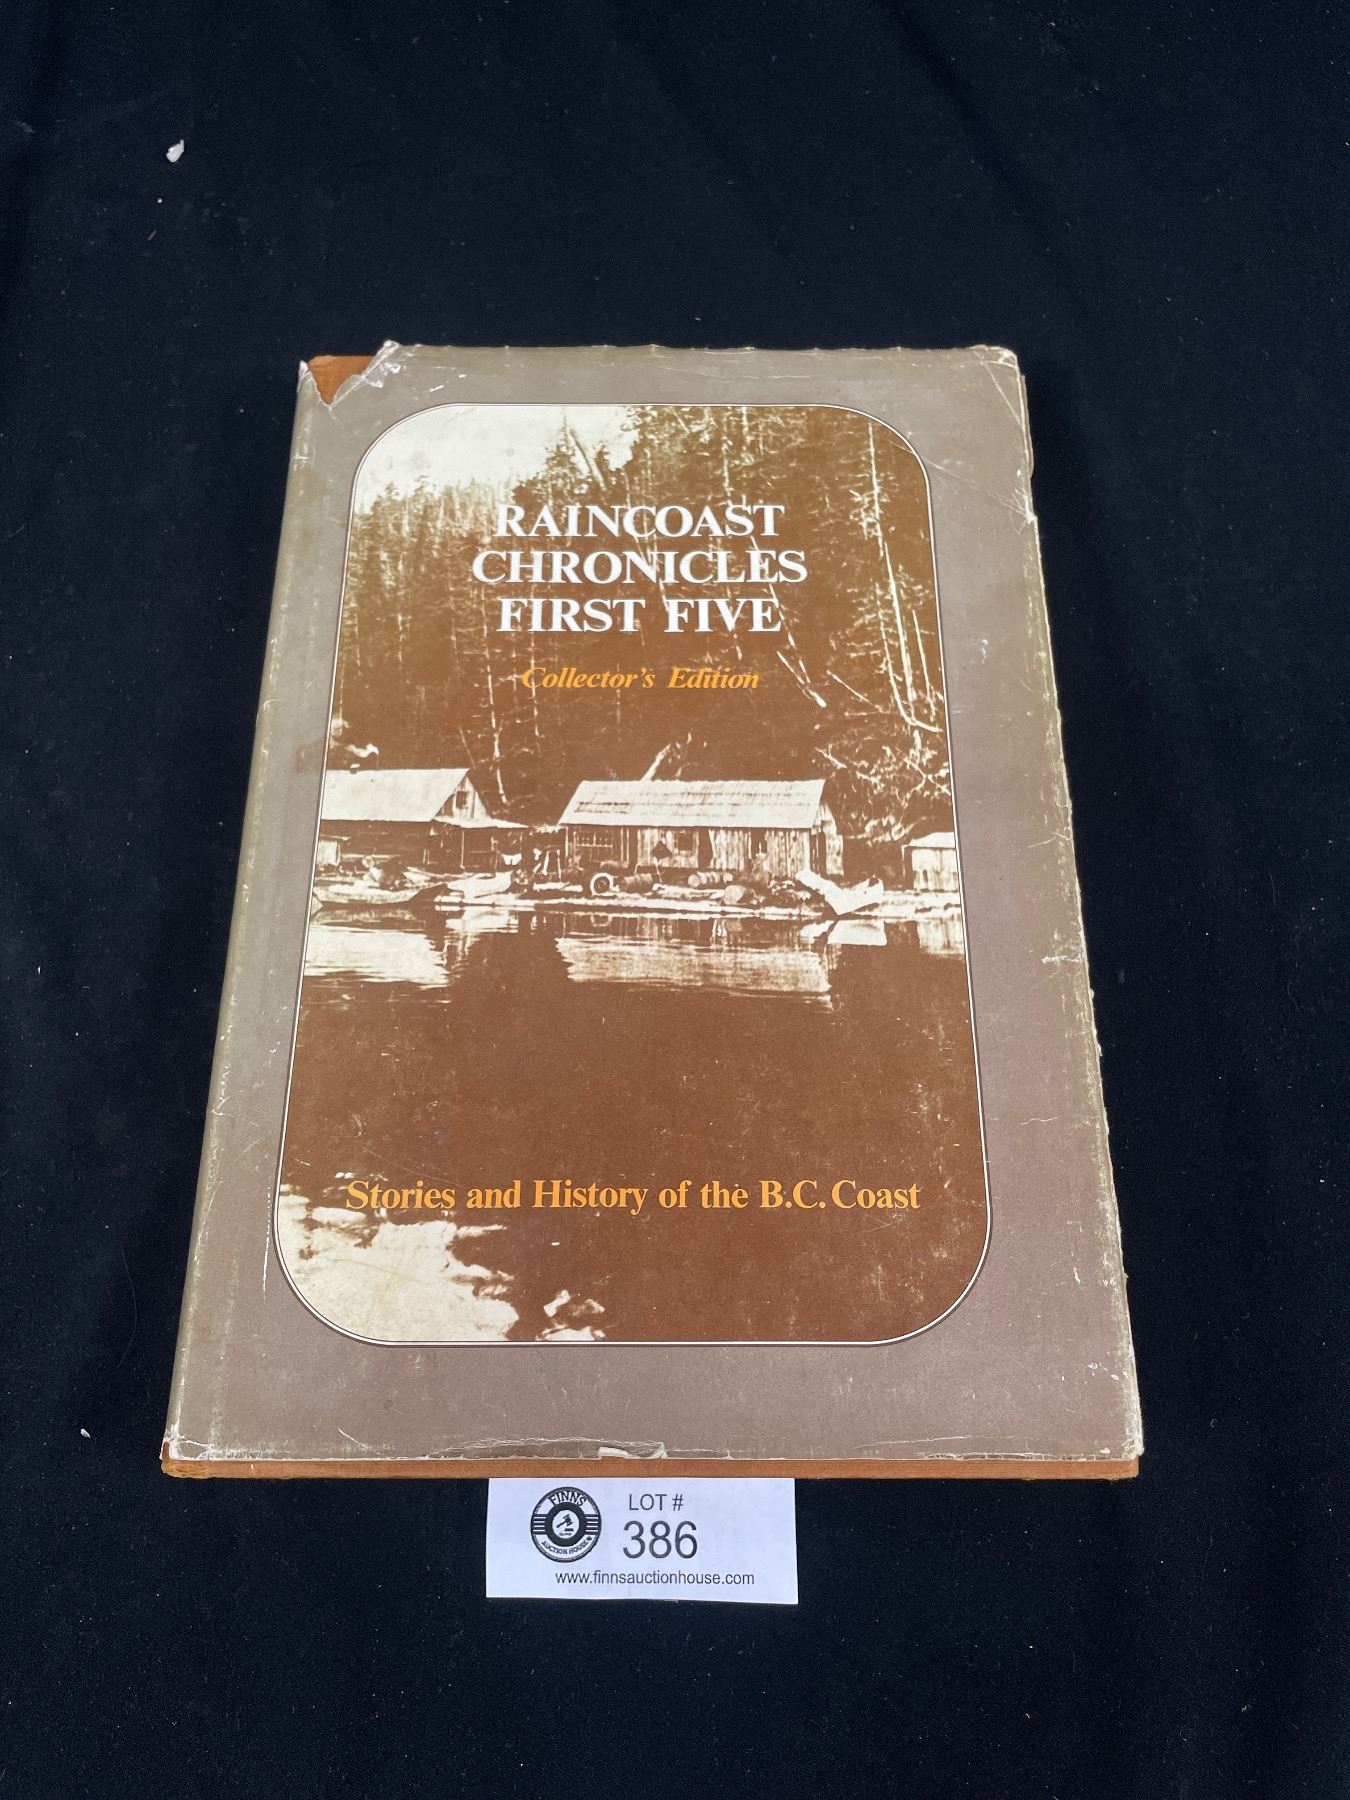 RAINCOAST
CHRONICLES
FIRST FIVE
Collector's Edition
Stories and History of the B.C. Coast
FINNS
AUCTION HOUSE
LOT #
386
www.finnsauctionhouse.com